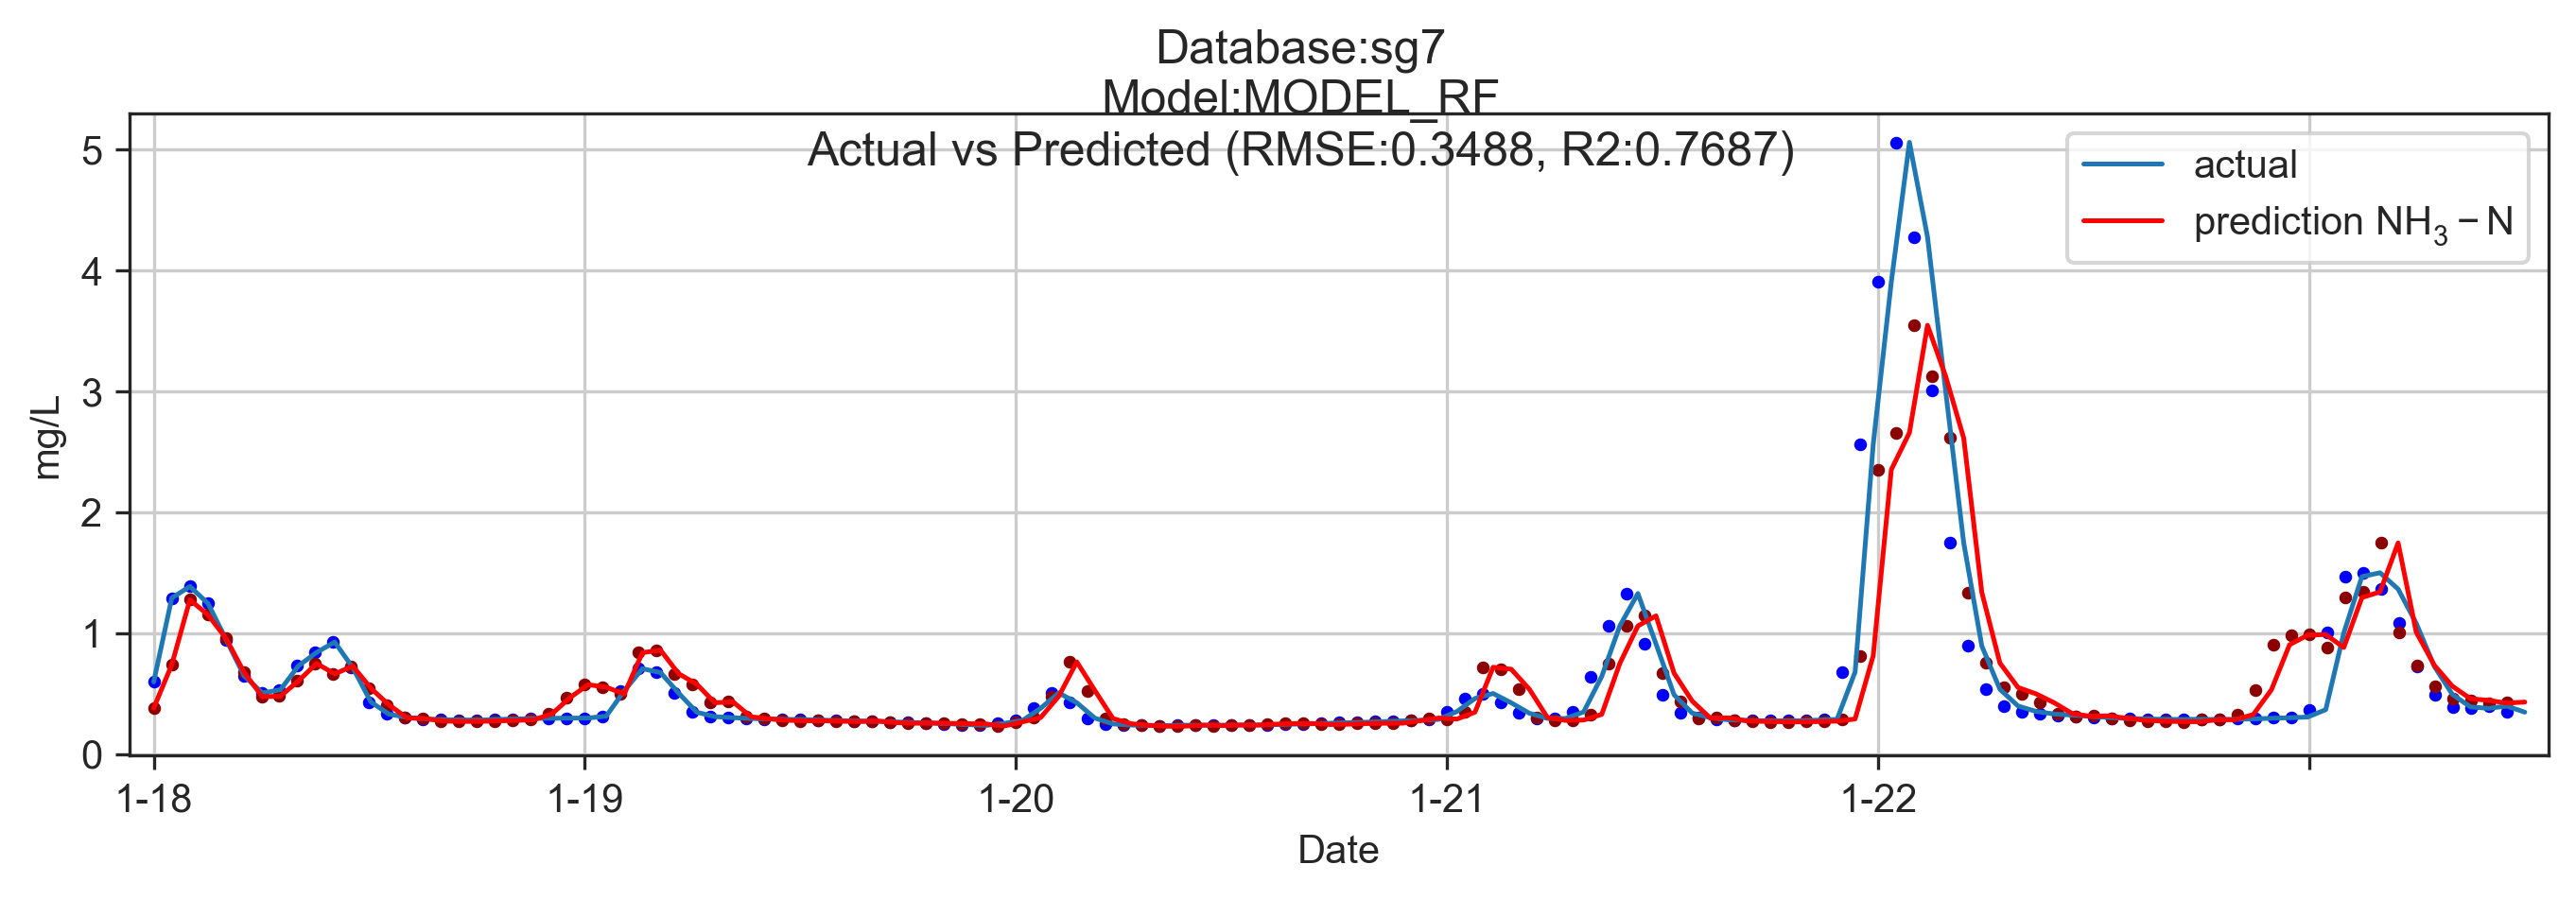 Database:sg7
Model:MODEL_RF
Actual vs Predicted (RMSE:0.3488, R2:0.7687)
actual
prediction NH₃ − N
5
4
3
2
1
0
mg/L
1-18 1-19 1-20 1-21 1-22
Date